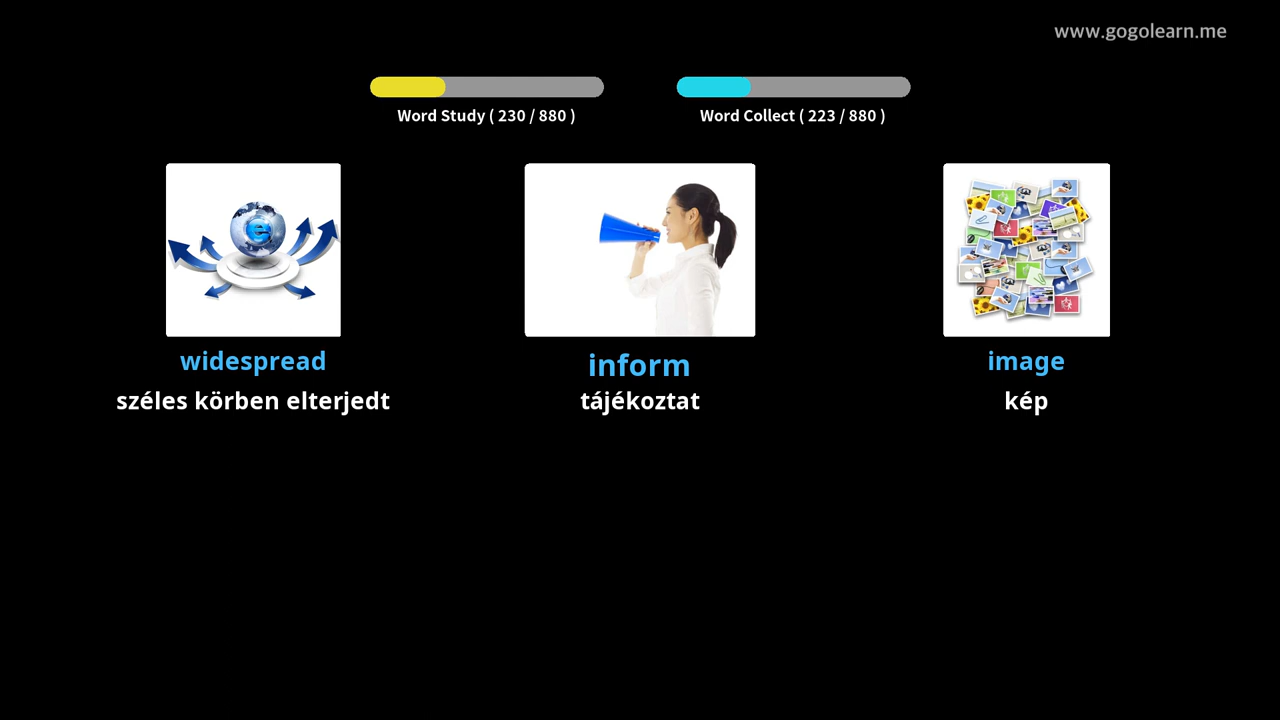 www.gogolearn.me
Word Study ( 230 / 880 )
Word Collect ( 223 / 880 )
e
widespread
inform
image
széles körben elterjedt
tájékoztat
kép